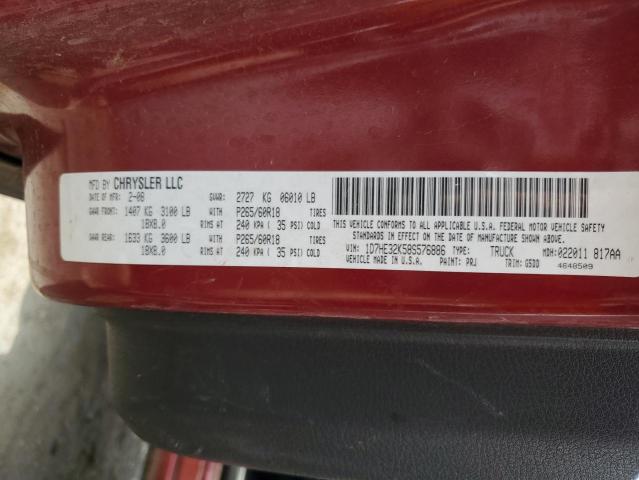 MFD BY CHRYSLER LLC
DATE OF MFR. 2-08 GVWR: 2727 KG 06010 LB
GAWR FRONT: 1407 KG 3100 LB WITH P265/60R18 TIRES
18X8.0 RIMS AT 240 KPA ( 35 PSI) COLD
GAWR REAR: 1633 KG 3600 LB WITH P265/60R18 TIRES
18X8.0 RIMS AT 240 KPA ( 35 PSI) COLD
THIS VEHICLE CONFORMS TO ALL APPLICABLE U.S.A. FEDERAL MOTOR VEHICLE SAFETY
STANDARDS IN EFFECT ON THE DATE OF MANUFACTURE SHOWN ABOVE.
VIN: 1D7HE32K58S576886 TYPE: TRUCK MDH: 022011 817AA
VEHICLE MADE IN U.S.A. PAINT: PRJ TRIM: G5DD 4648509